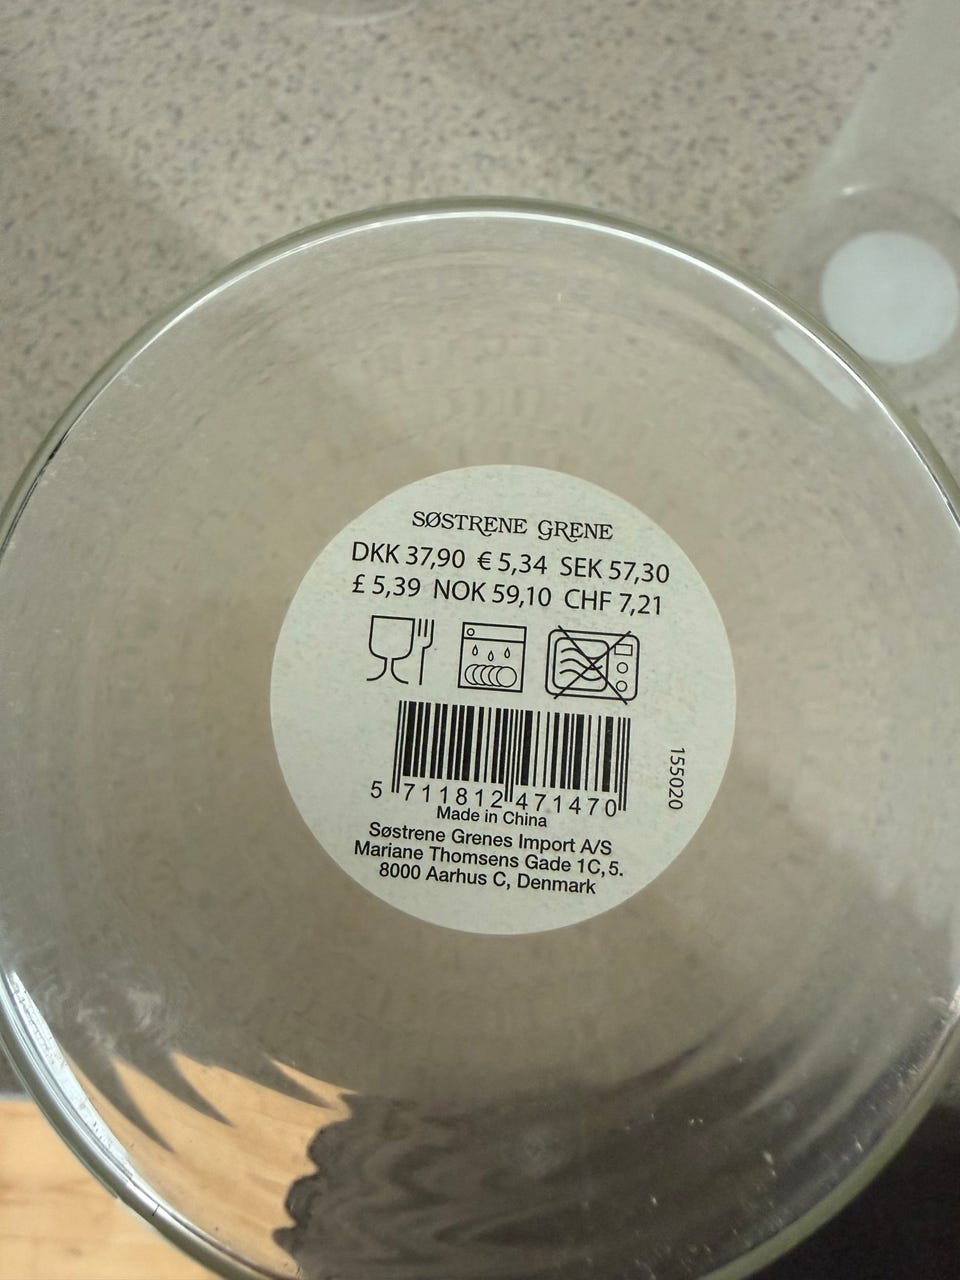 SØSTRENE GRENE
DKK 37,90 € 5,34 SEK 57,30
£ 5,39 NOK 59,10 CHF 7,21
5 711812 471470
155020
Made in China
Søstrene Grenes Import A/S
Mariane Thomsens Gade 1C, 5.
8000 Aarhus C, Denmark